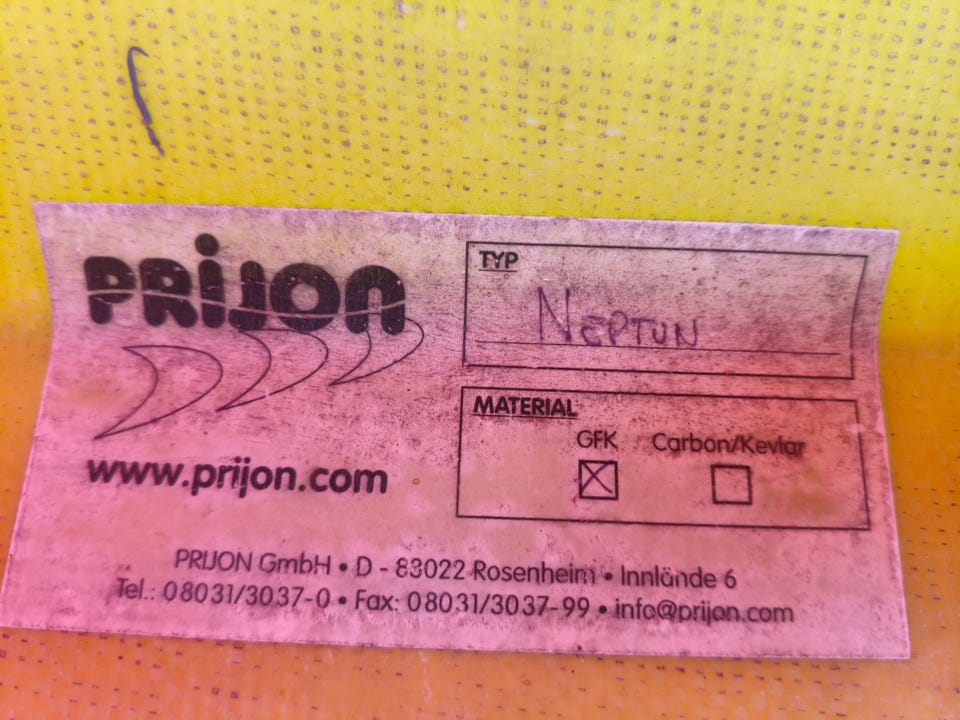 PRIJON
www.prijon.com
TYP
NEPTUN
MATERIAL
GFK Carbon/Kevlar
PRIJON GmbH • D - 83022 Rosenheim • Innlände 6
Tel.: 08031/3037-0 • Fax: 08031/3037-99 • info@prijon.com